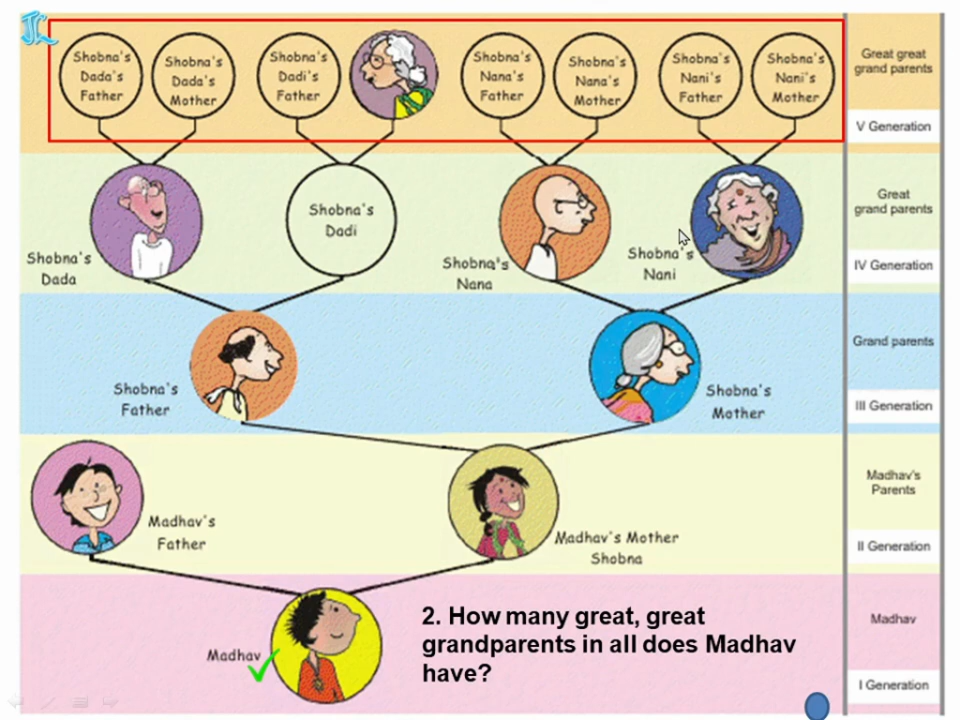 JL
Shobna's
Dada's
Father
Shobna's
Dada's
Mother
Shobna's
Dadi's
Father
Shobna's
Nana's
Father
Shobna's
Nana's
Mother
Shobna's
Nani's
Father
Shobna's
Nani's
Mother
Great great
grand parents
V Generation
Shobna's
Dada
Shobna's
Dadi
Shobna's
Nana
Shobna's
Nani
Great
grand parents
IV Generation
Shobna's
Father
Shobna's
Mother
Grand parents
III Generation
Madhav's
Father
Madhav's Mother
Shobna
Madhav's
Parents
II Generation
Madhav
2. How many great, great
grandparents in all does Madhav
have?
Madhav
I Generation